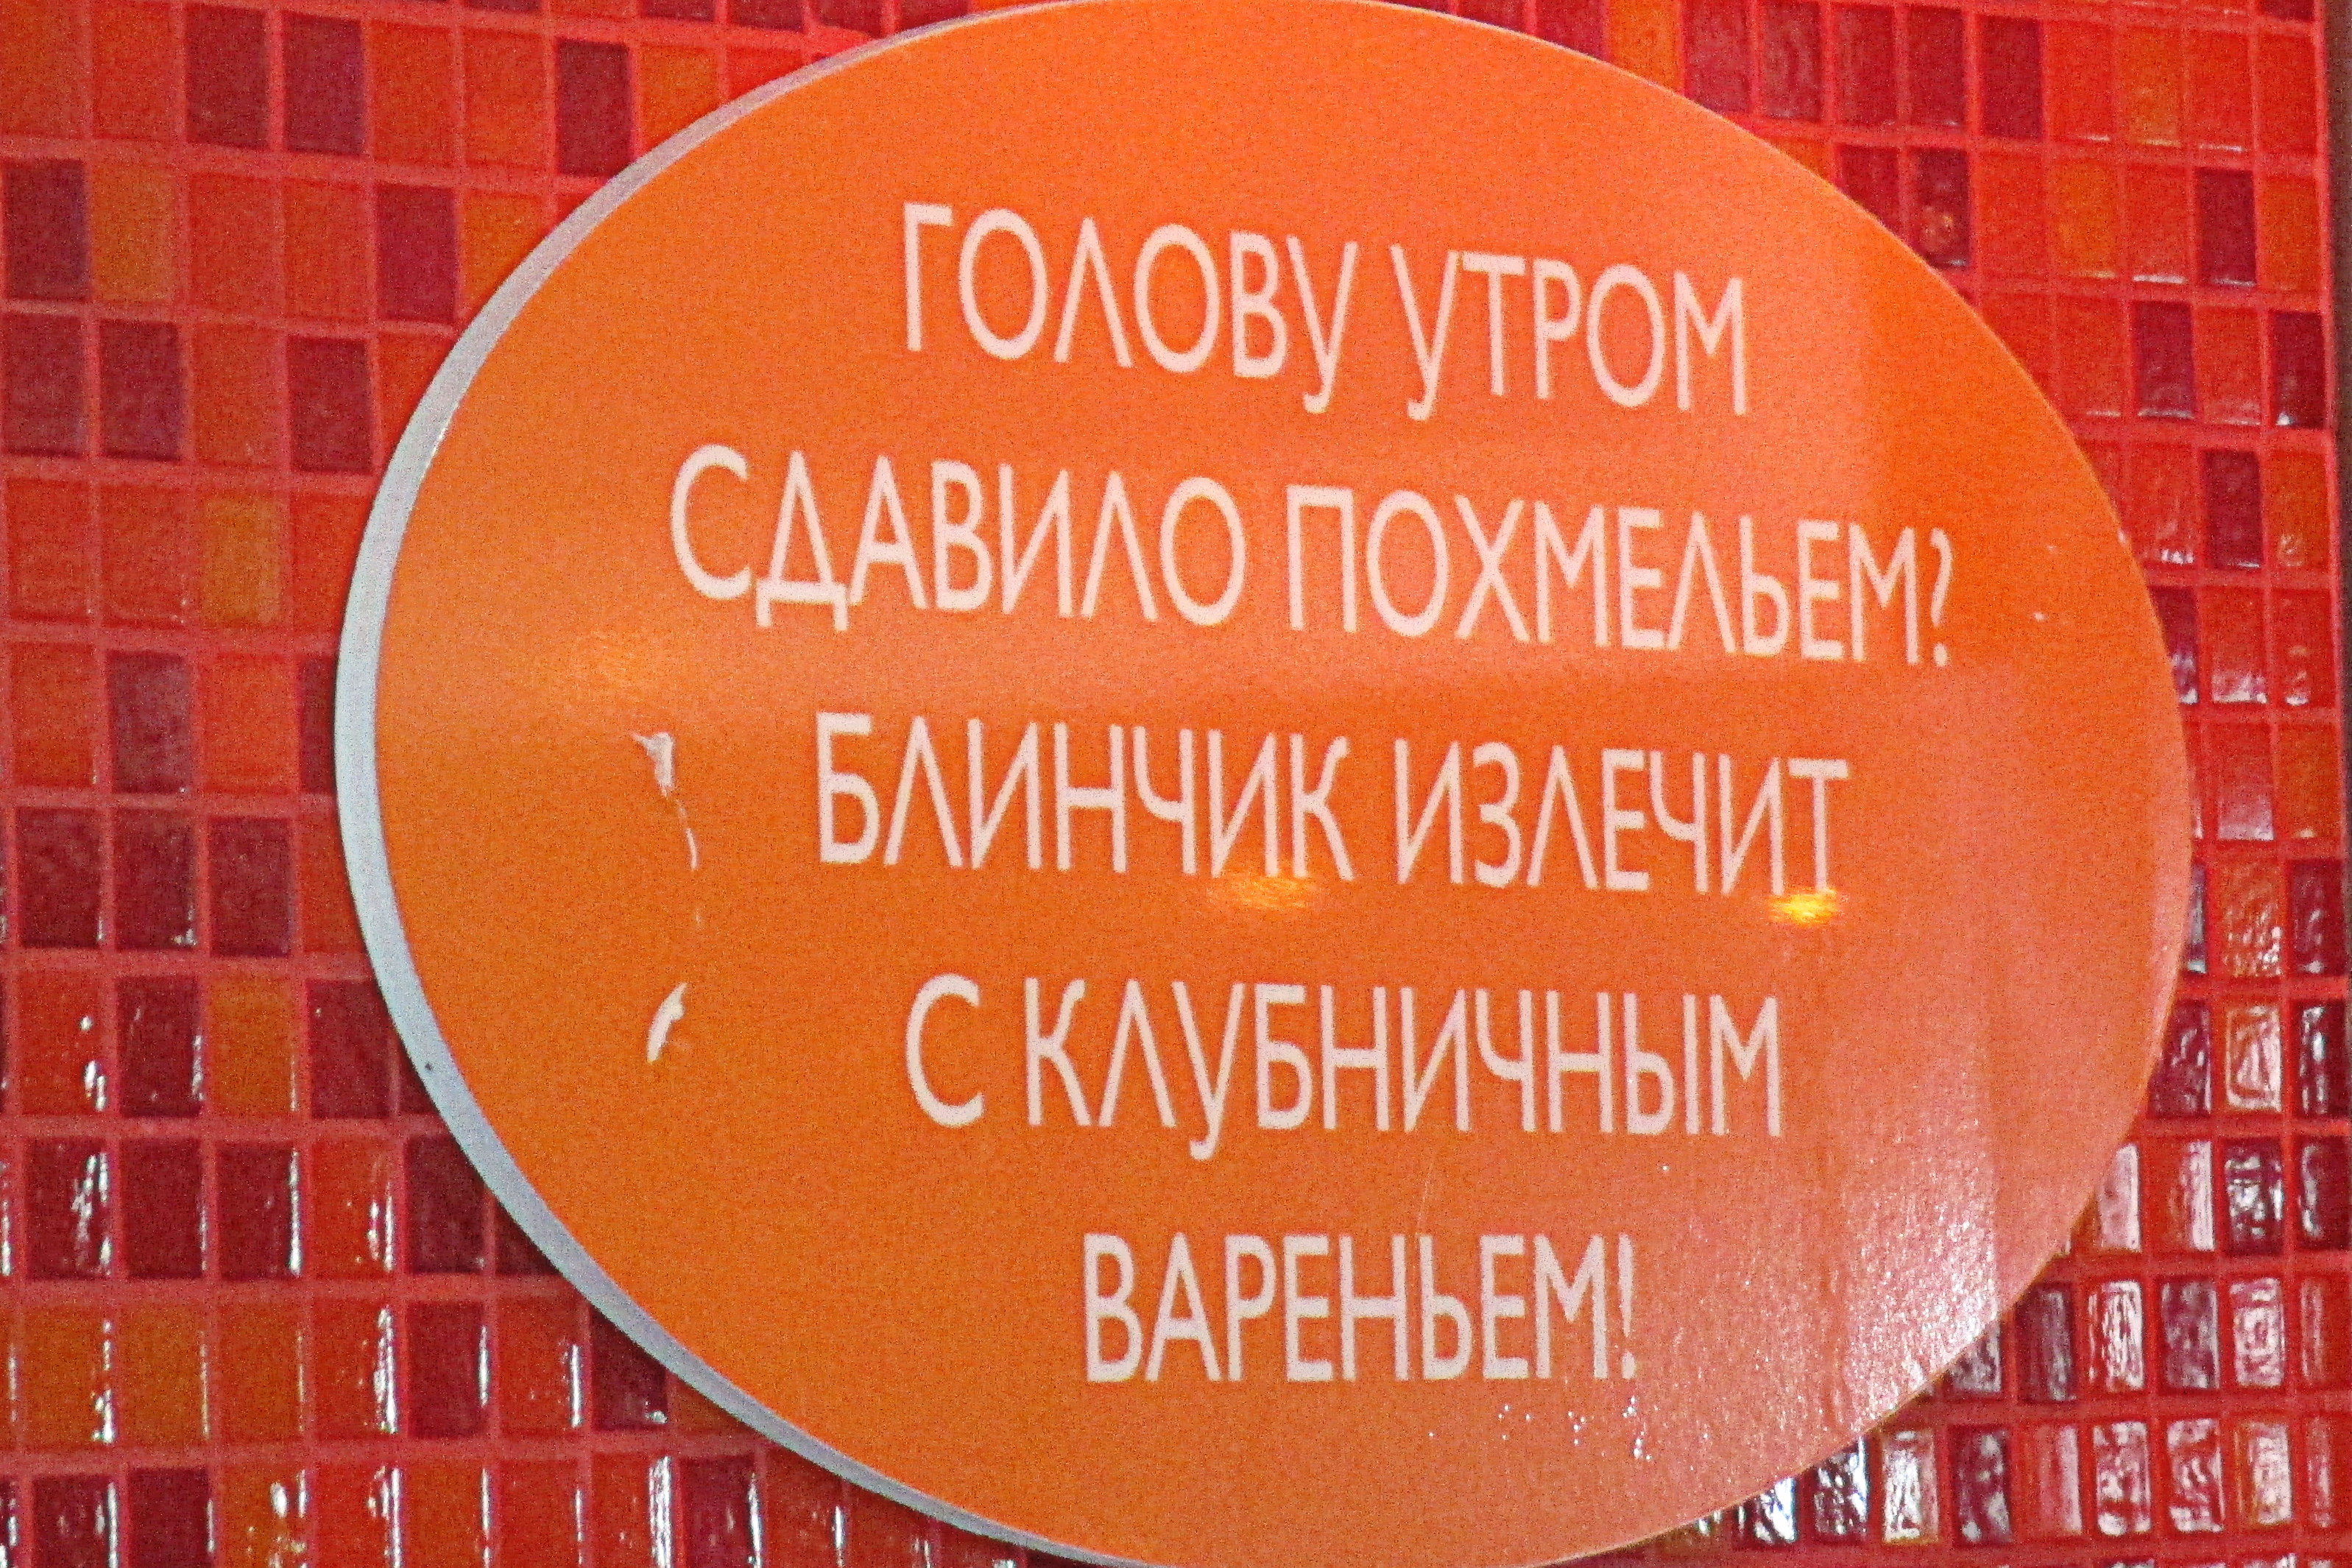 ГОЛОВУ УТРОМ
СДАВИЛО ПОХМЕЛЬЕМ?
БЛИНЧИК ИЗЛЕЧИТ
С КЛУБНИЧНЫМ
ВАРЕНЬЕМ!